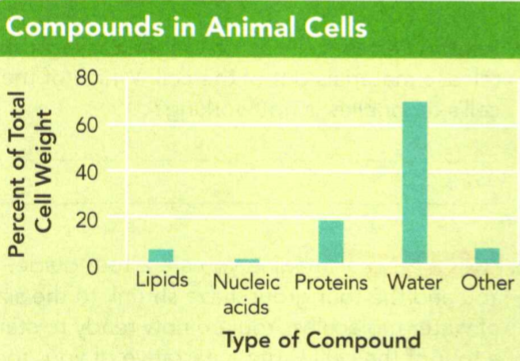 Compounds in Animal Cells
Percent of Total
Cell Weight
80
60
40
20
0
Lipids
Nucleic
acids
Proteins
Water
Other
Type of Compound